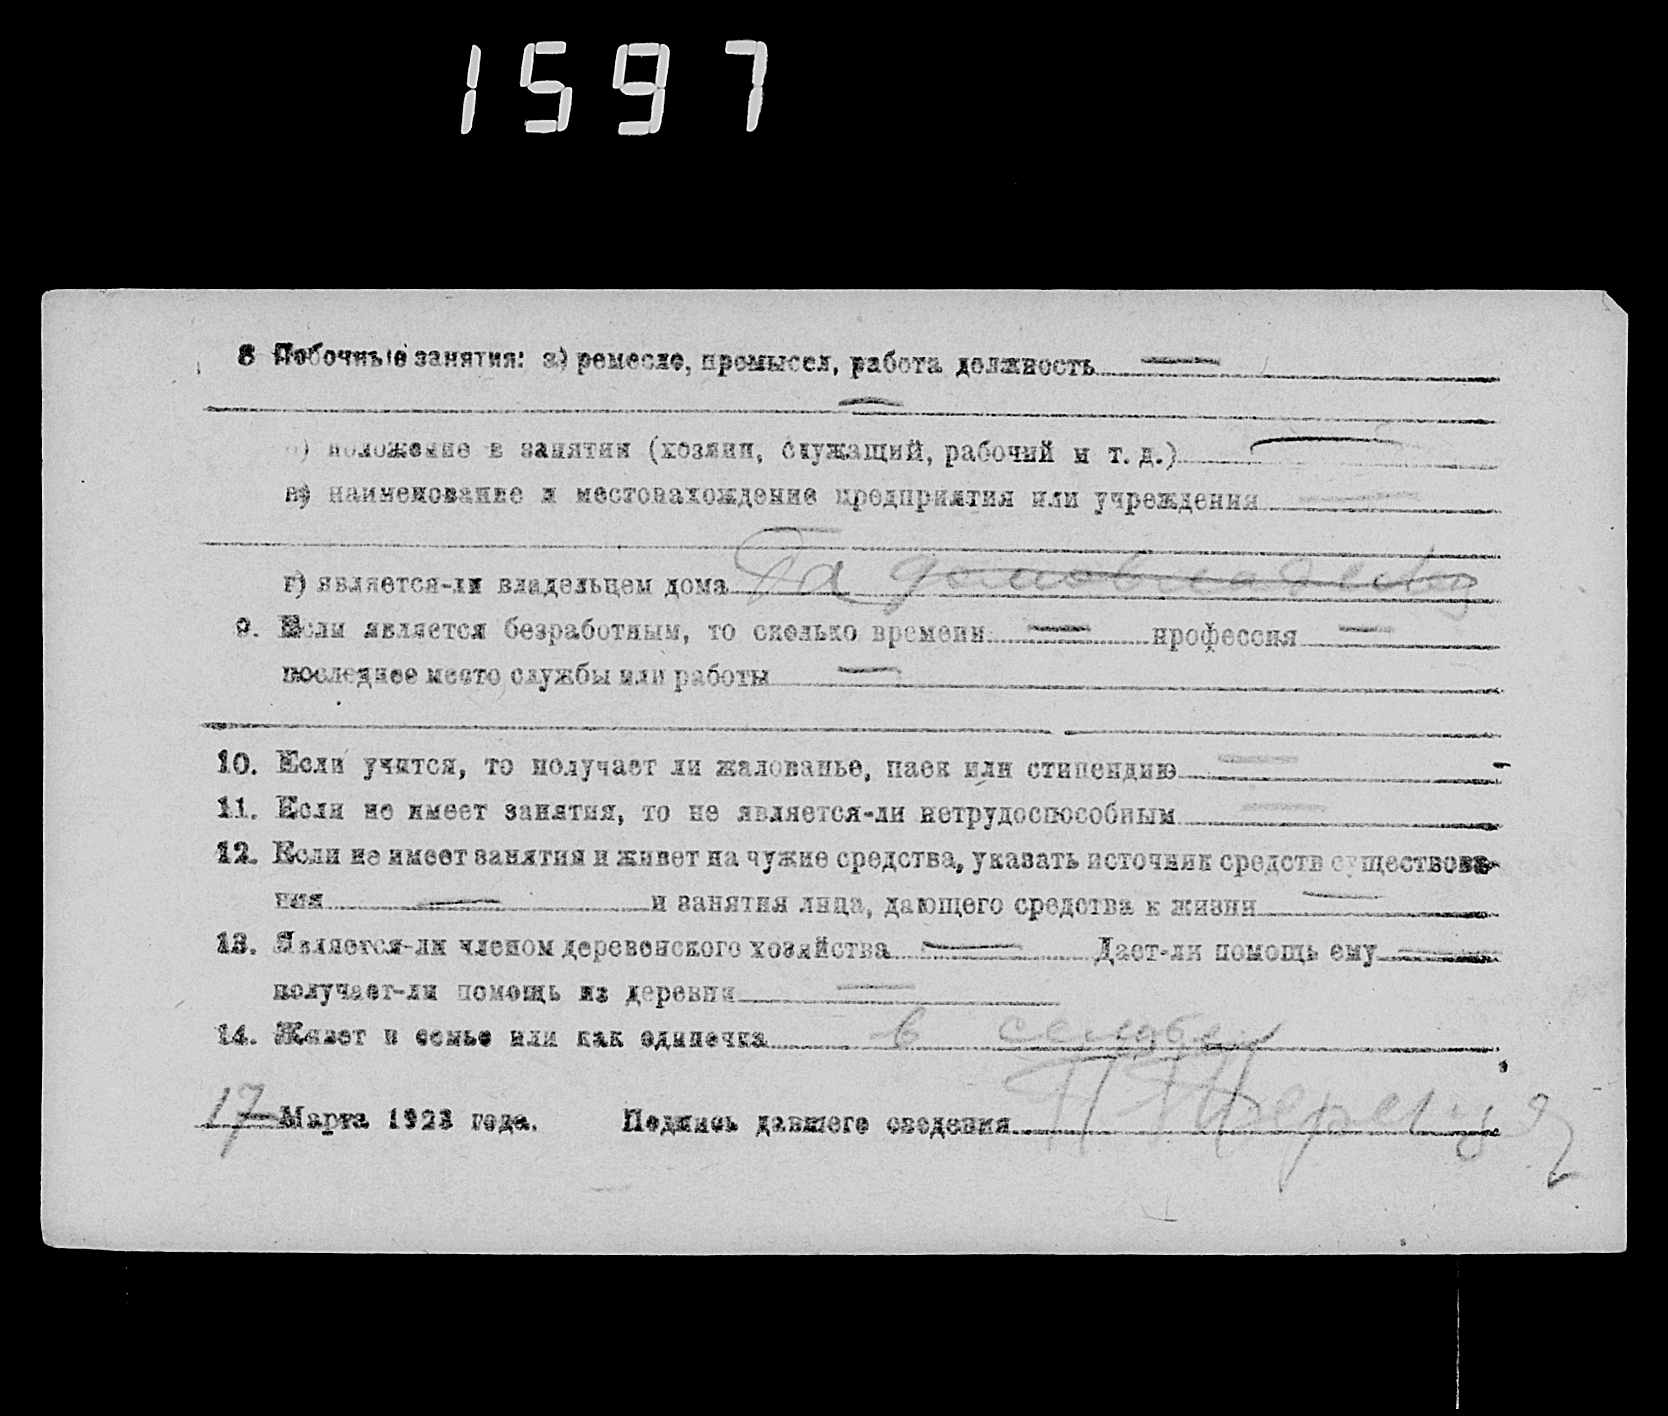 1597
8 Побочные занятия: а) ремесло, промысел, работа должность
б) положение в занятии (хозяин, служащий, рабочий и т. д.)
в) наименование и местонахождение предприятия или учреждения
г) является-ли владельцем дома Да домовладелец
9. Если является безработным, то сколько времени профессия
последнее место службы или работы
10. Если учится, то получает ли жалованье, паек или стипендию
11. Если не имеет занятия, то не является-ли нетрудоспособным
12. Если не имеет занятия и живет на чужие средства, указать источник средств существова-
ния и занятия лица, дающего средства к жизни
13. Является-ли членом деревенского хозяйства Дает-ли помощь ему
получает-ли помощь из деревни
14. Живет в семье или как одиночка в
17 Марта 1923 года. Подпись давшего сведения